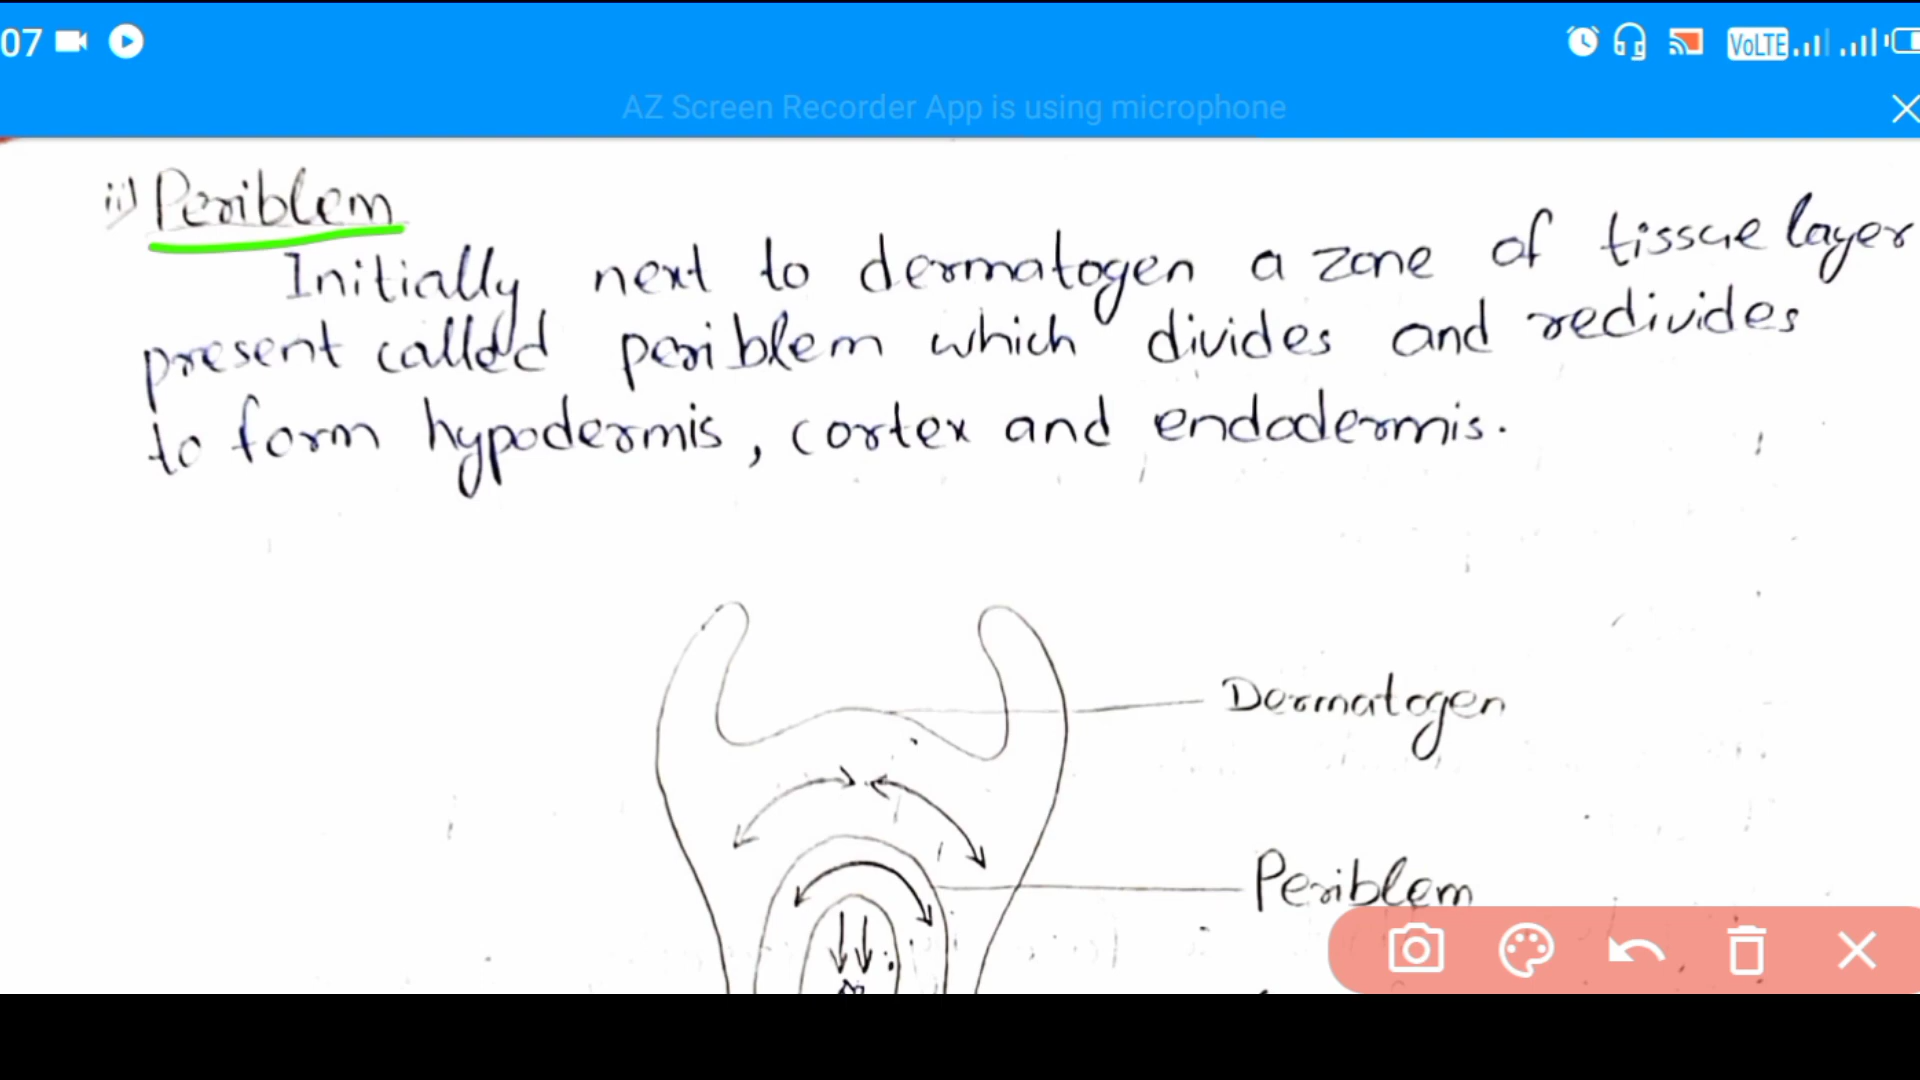 07
VoLTE
AZ Screen Recorder App is using microphone
ii) Periblem
Initially next to dermatogen a zone of tissue layer
present called periblem which divides and redivides
to form hypodermis, cortex and endodermis.
Dermatogen
Periblem